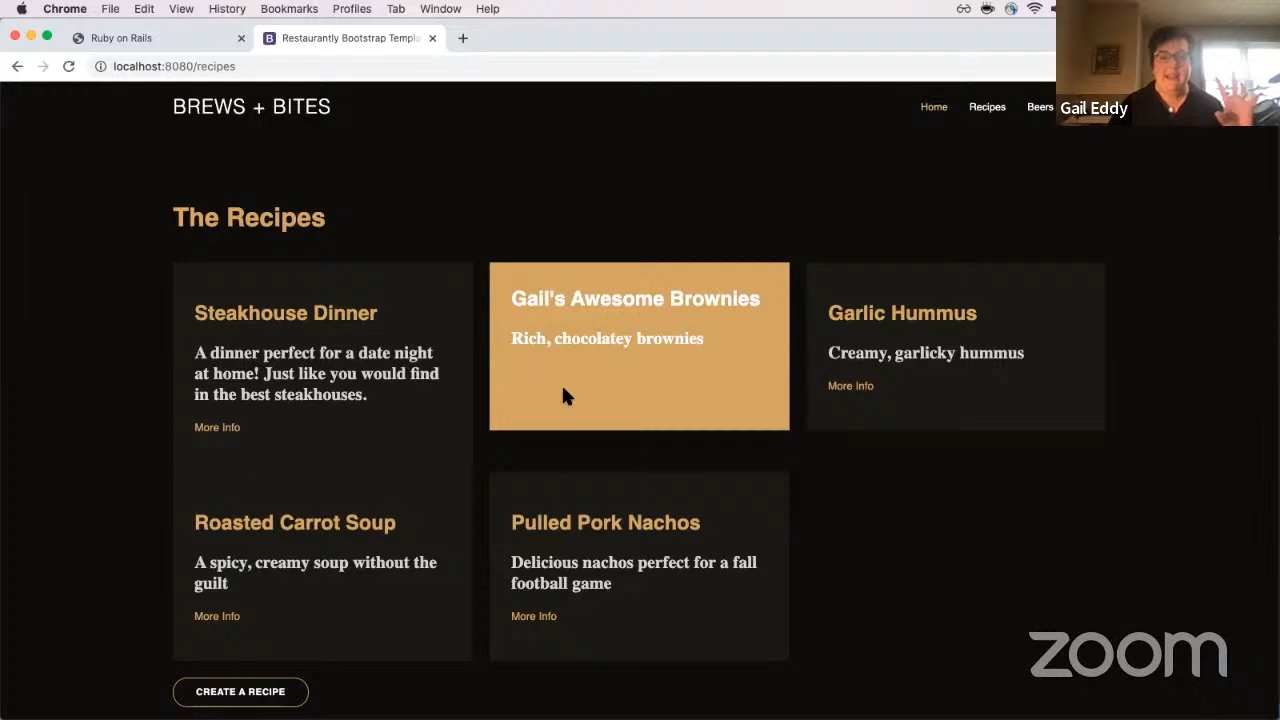 Chrome File Edit View History Bookmarks Profiles Tab Window Help
Ruby on Rails
Restaurantly Bootstrap Templa
localhost:8080/recipes
Gail Eddy
BREWS + BITES
Home Recipes Beers
The Recipes
Steakhouse Dinner
A dinner perfect for a date night
at home! Just like you would find
in the best steakhouses.
More Info
Gail's Awesome Brownies
Rich, chocolatey brownies
Garlic Hummus
Creamy, garlicky hummus
More Info
Roasted Carrot Soup
A spicy, creamy soup without the
guilt
More Info
Pulled Pork Nachos
Delicious nachos perfect for a fall
football game
More Info
CREATE A RECIPE
zoom